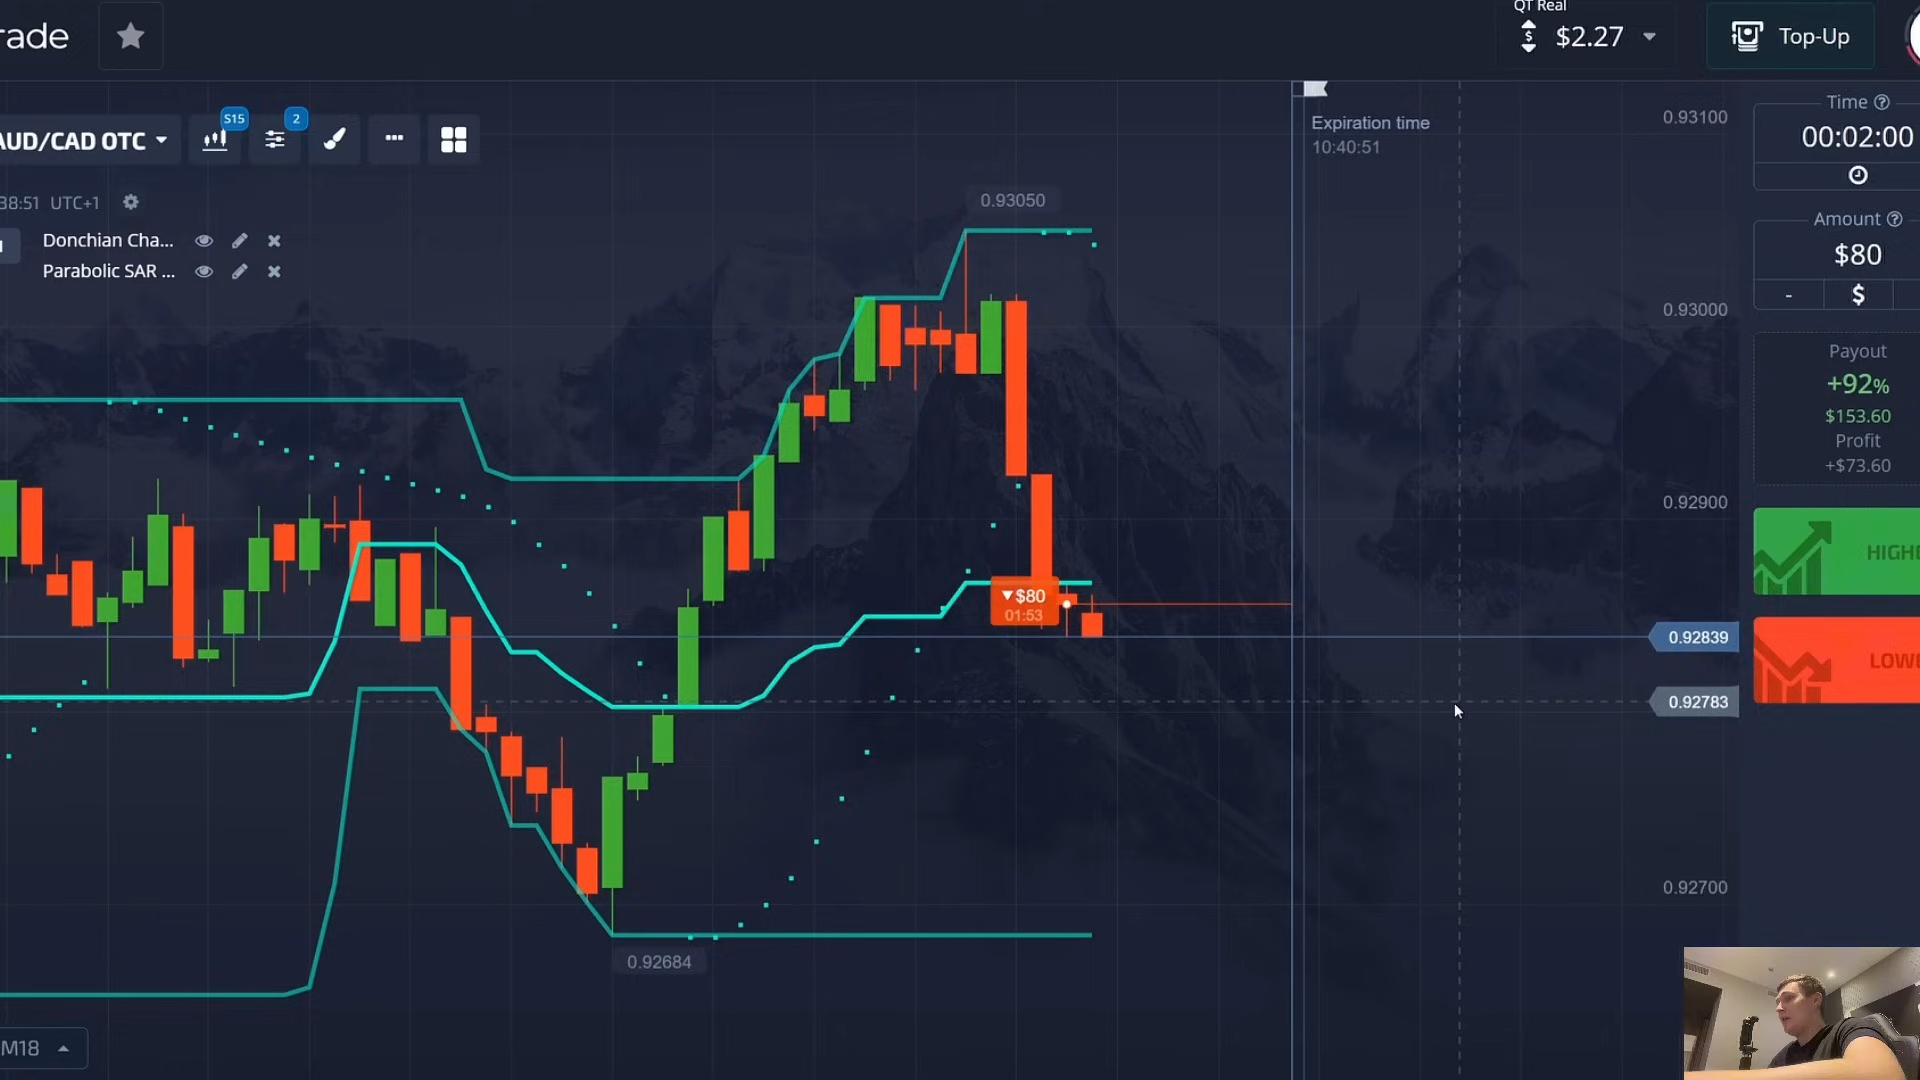 rade
QT Real
$2.27
Top-Up
AUD/CAD OTC
S15
2
38:51 UTC+1
Donchian Cha...
Parabolic SAR ...
Expiration time
10:40:51
0.93050
0.93100
0.93000
0.92900
0.92839
0.92783
0.92700
0.92684
$80
01:53
M18
Time
00:02:00
Amount
$80
-
$
Payout
+92%
$153.60
Profit
+$73.60
HIGHE
LOWE